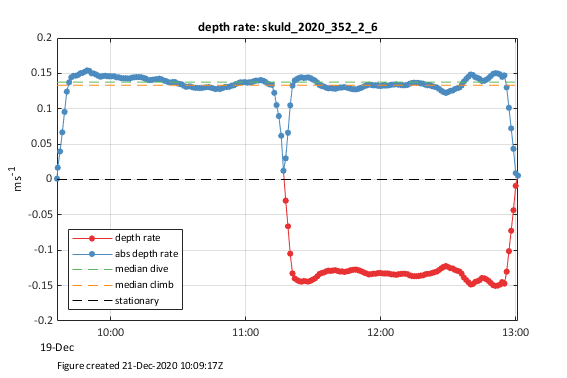 depth rate: skuld_2020_352_2_6
0.2
0.15
0.1
0.05
0
-0.05
-0.1
-0.15
-0.2
ms⁻¹
depth rate
abs depth rate
median dive
median climb
stationary
10:00 11:00 12:00 13:00
19-Dec
Figure created 21-Dec-2020 10:09:17Z